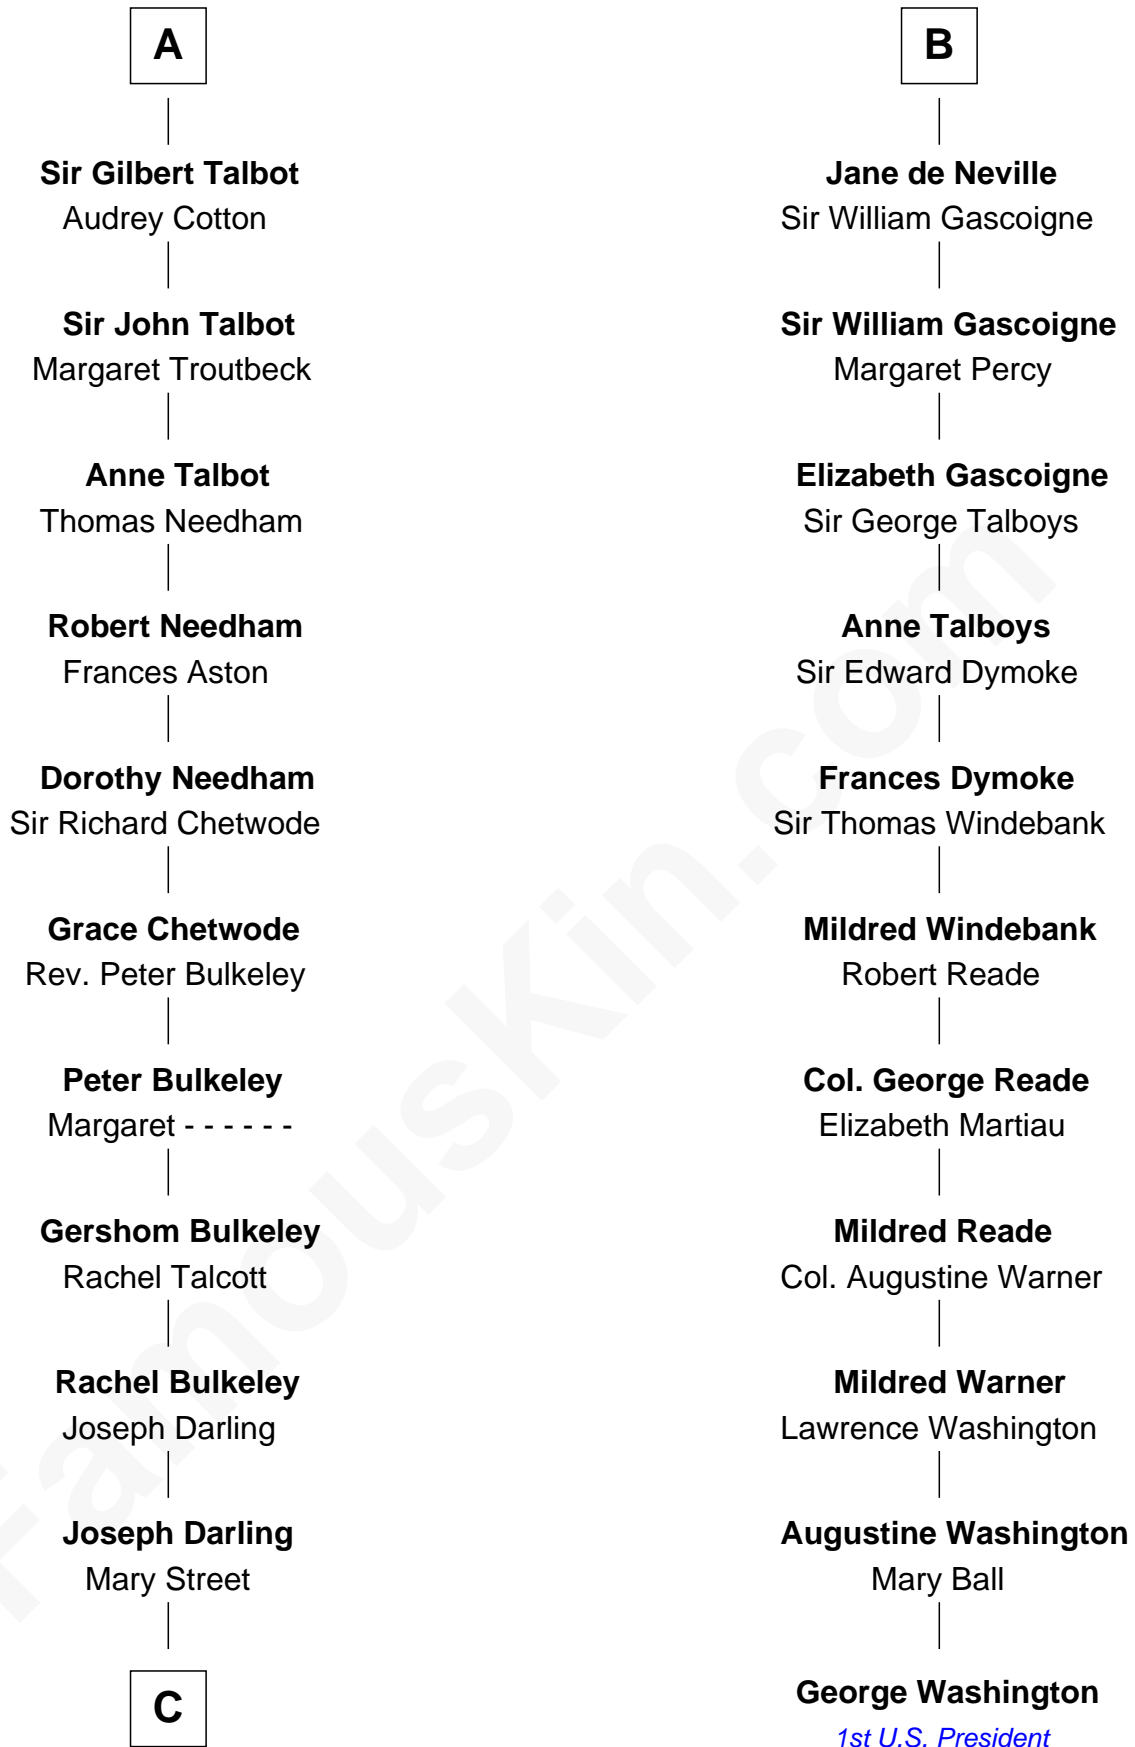 A
Sir Gilbert Talbot
Audrey Cotton
Sir John Talbot
Margaret Troutbeck
Anne Talbot
Thomas Needham
Robert Needham
Frances Aston
Dorothy Needham
Sir Richard Chetwode
Grace Chetwode
Rev. Peter Bulkeley
Peter Bulkeley
Margaret - - - - - -
Gershom Bulkeley
Rachel Talcott
Rachel Bulkeley
Joseph Darling
Joseph Darling
Mary Street
C
B
Jane de Neville
Sir William Gascoigne
Sir William Gascoigne
Margaret Percy
Elizabeth Gascoigne
Sir George Talboys
Anne Talboys
Sir Edward Dymoke
Frances Dymoke
Sir Thomas Windebank
Mildred Windebank
Robert Reade
Col. George Reade
Elizabeth Martiau
Mildred Reade
Col. Augustine Warner
Mildred Warner
Lawrence Washington
Augustine Washington
Mary Ball
George Washington
1st U.S. President
FamousKin.com